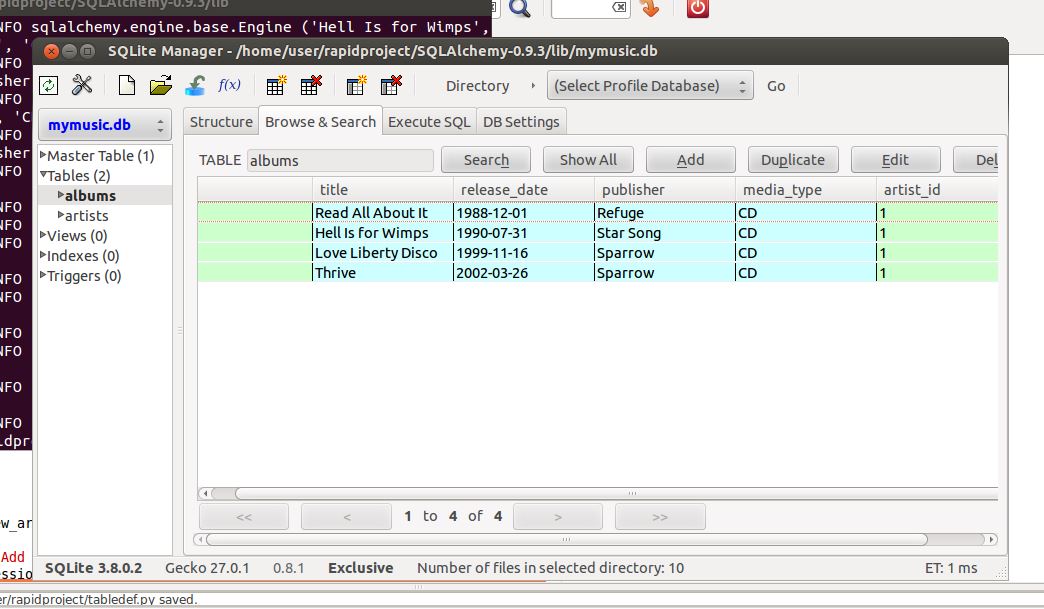 pidproject/SQLAlchemy-0.9.3/lib
NFO sqlalchemy.engine.base.Engine ('Hell Is for Wimps',
SQLite Manager - /home/user/rapidproject/SQLAlchemy-0.9.3/lib/mymusic.db
NFO
sher
NFO
, 'C
NFO
sher
NFO
NFO
NFO
NFO
NFO
NFO
NFO
NFO
NFO
NFO
f(x)
Directory
(Select Profile Database)
Go
mymusic.db
Structure
Browse & Search
Execute SQL
DB Settings
Master Table (1)
Tables (2)
albums
artists
Views (0)
Indexes (0)
Triggers (0)
TABLE albums Search Show All Add Duplicate Edit Del
title release_date publisher media_type artist_id
Read All About It 1988-12-01 Refuge CD 1
Hell Is for Wimps 1990-07-31 Star Song CD 1
Love Liberty Disco 1999-11-16 Sparrow CD 1
Thrive 2002-03-26 Sparrow CD 1
<< < 1 to 4 of 4 > >>
ldpr
ew_ar
Add
essio
SQLite 3.8.0.2 Gecko 27.0.1 0.8.1 Exclusive Number of files in selected directory: 10 ET: 1 ms
er/rapidproject/tabledef.py saved.